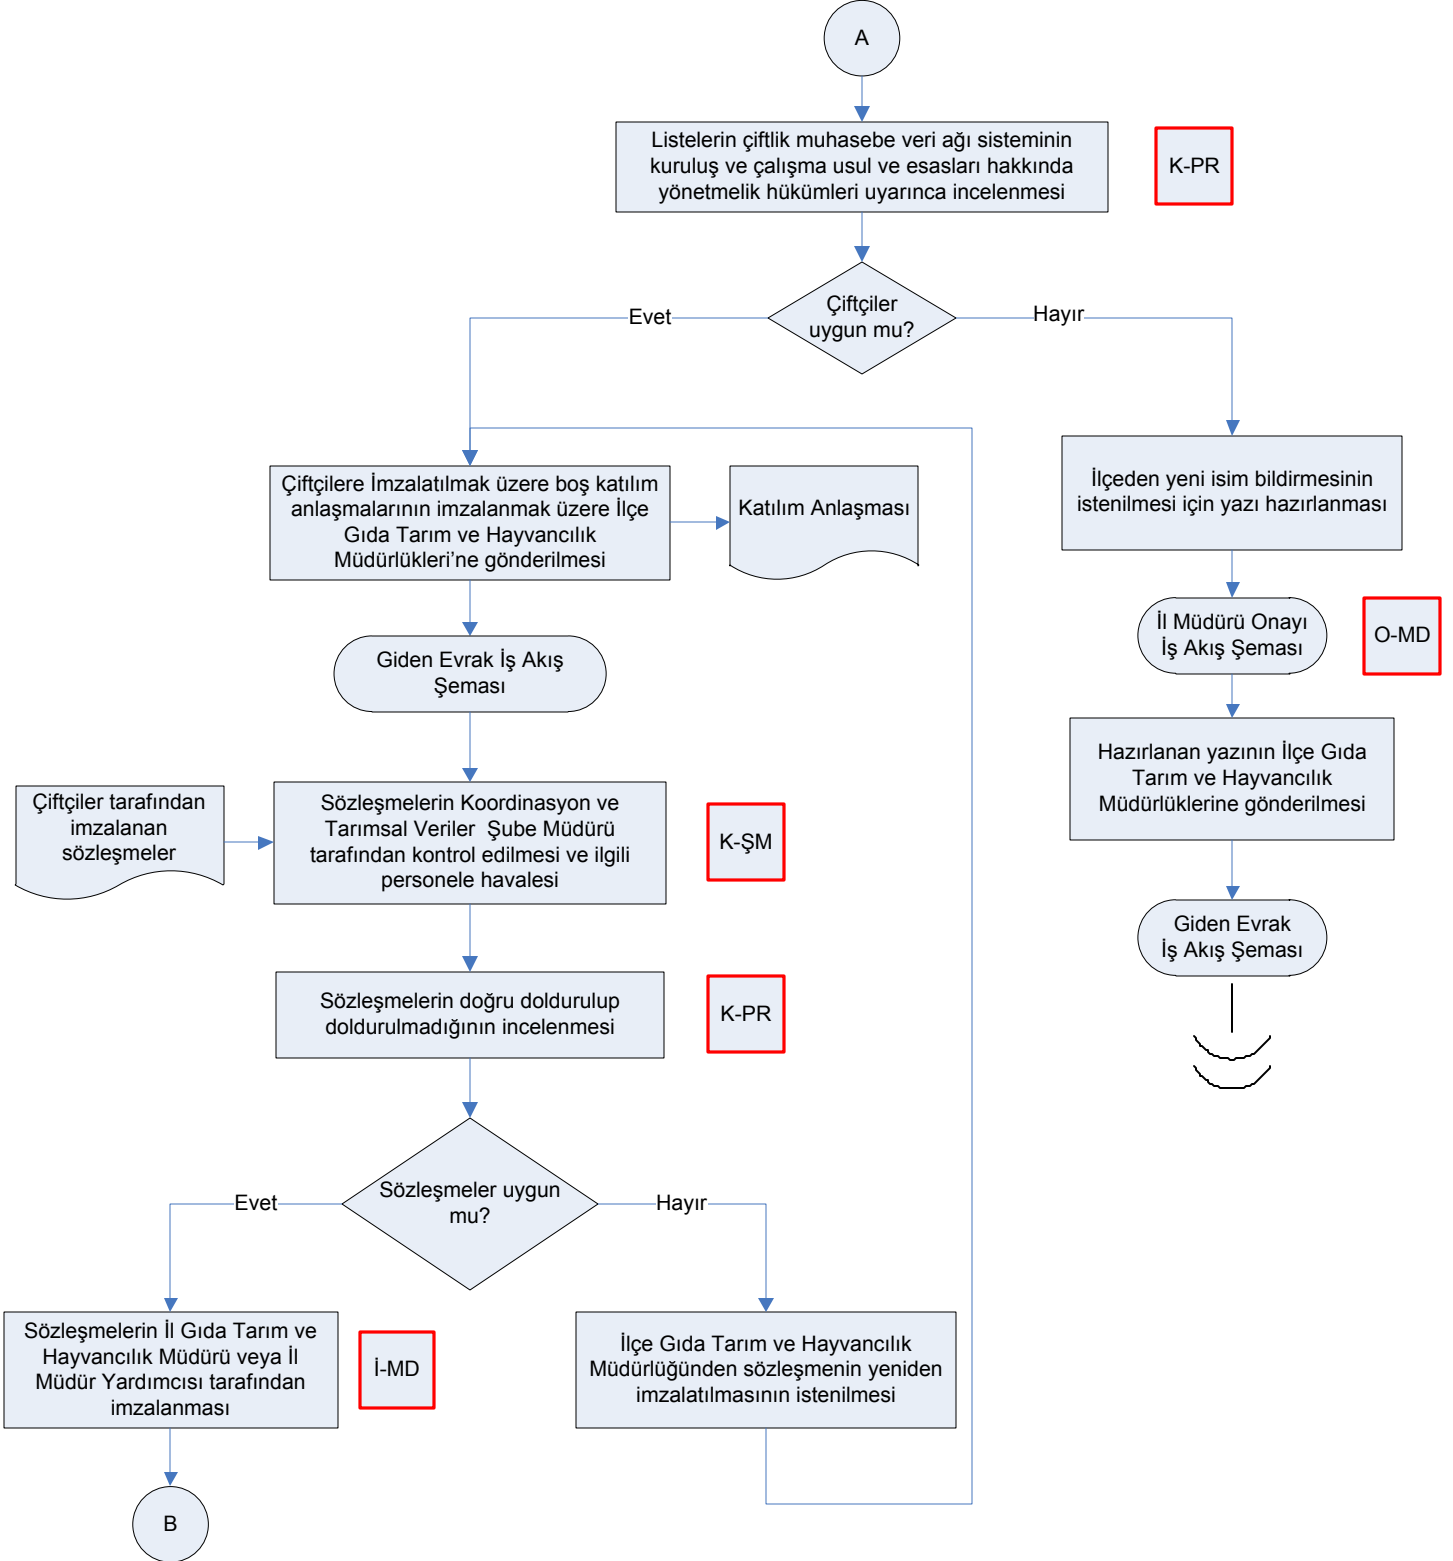 A
Listelerin çiftlik muhasebe veri ağı sisteminin
kuruluş ve çalışma usul ve esasları hakkında
yönetmelik hükümleri uyarınca incelenmesi
K-PR
Çiftçiler
uygun mu?
Evet
Hayır
Çiftçilere İmzalatılmak üzere boş katılım
anlaşmalarının imzalanmak üzere İlçe
Gıda Tarım ve Hayvancılık
Müdürlükleri’ne gönderilmesi
Katılım Anlaşması
İlçeden yeni isim bildirmesinin
istenilmesi için yazı hazırlanması
Giden Evrak İş Akış
Şeması
İl Müdürü Onayı
İş Akış Şeması
O-MD
Çiftçiler tarafından
imzalanan
sözleşmeler
Sözleşmelerin Koordinasyon ve
Tarımsal Veriler  Şube Müdürü
tarafından kontrol edilmesi ve ilgili
personele havalesi
K-ŞM
Hazırlanan yazının İlçe Gıda
Tarım ve Hayvancılık
Müdürlüklerine gönderilmesi
Giden Evrak
İş Akış Şeması
Sözleşmelerin doğru doldurulup
doldurulmadığının incelenmesi
K-PR
Sözleşmeler uygun
mu?
Evet
Hayır
Sözleşmelerin İl Gıda Tarım ve
Hayvancılık Müdürü veya İl
Müdür Yardımcısı tarafından
imzalanması
İ-MD
İlçe Gıda Tarım ve Hayvancılık
Müdürlüğünden sözleşmenin yeniden
imzalatılmasının istenilmesi
B